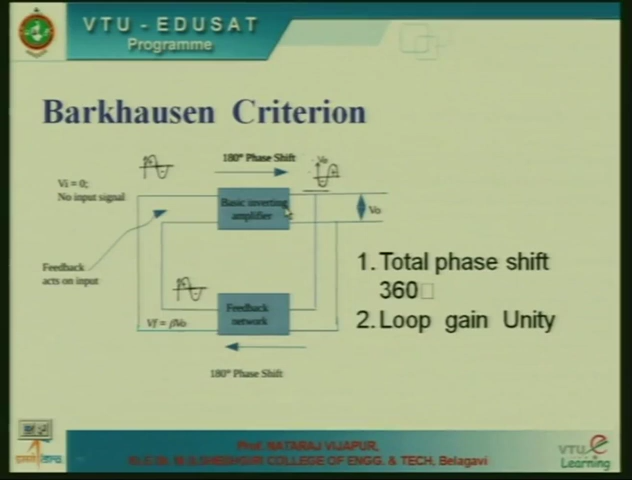 VTU - EDUSAT
Programme
Barkhausen Criterion
180° Phase Shift
Vo
Vi = 0;
No input signal
Basic inverting
amplifier
Vo
Feedback
acts on input
1. Total phase shift
360□
2. Loop gain Unity
Feedback
network
Vf = βVo
180° Phase Shift
Prof. NATARAJ VIJAPUR,
COLLEGE OF ENGG. & TECH, Belagavi
VTU e
Learning